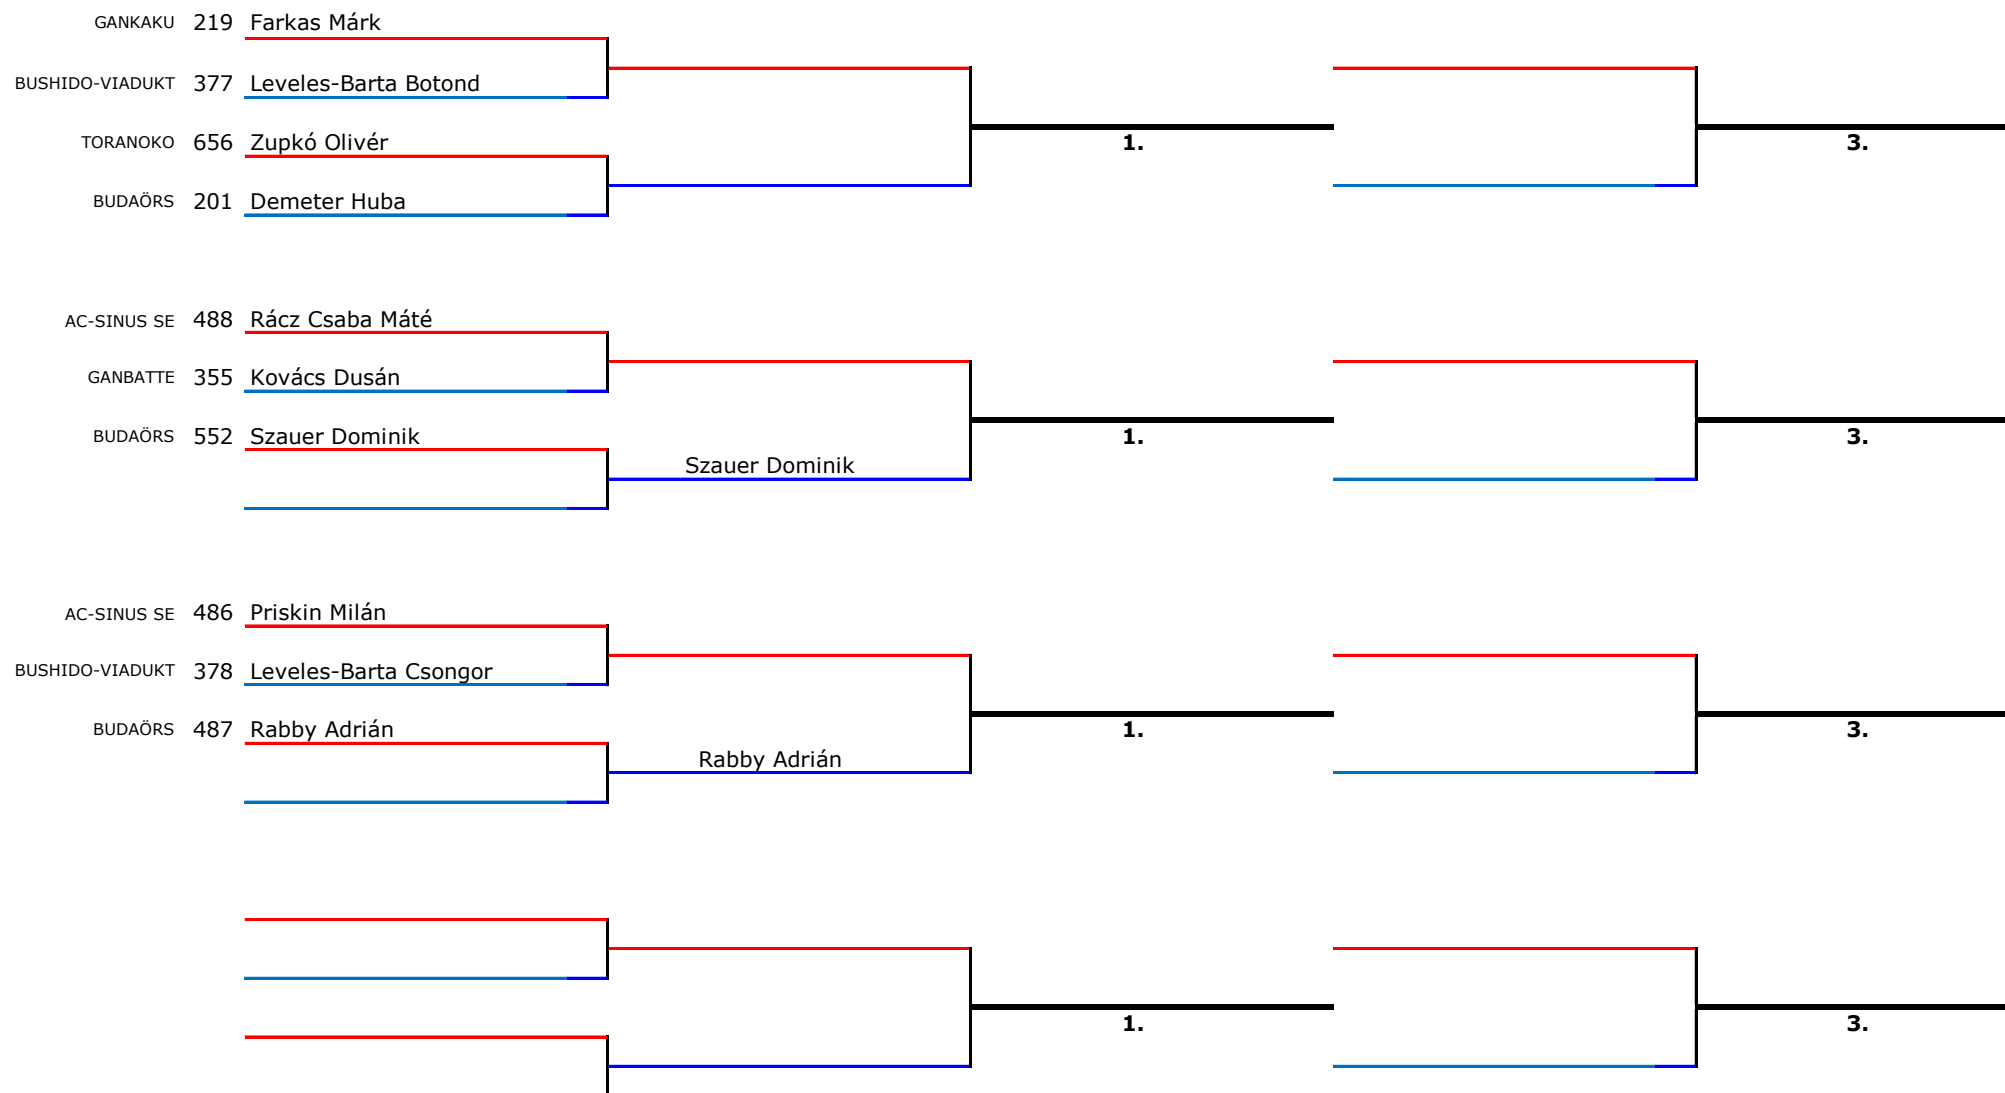 GANKAKU 219 Farkas Márk
BUSHIDO-VIADUKT 377 Leveles-Barta Botond
TORANOKO 656 Zupkó Olivér 1. 3.
BUDAÖRS 201 Demeter Huba
AC-SINUS SE 488 Rácz Csaba Máté
GANBATTE 355 Kovács Dusán
BUDAÖRS 552 Szauer Dominik 1. 3.
Szauer Dominik
AC-SINUS SE 486 Priskin Milán
BUSHIDO-VIADUKT 378 Leveles-Barta Csongor
BUDAÖRS 487 Rabby Adrián 1. 3.
Rabby Adrián
1. 3.